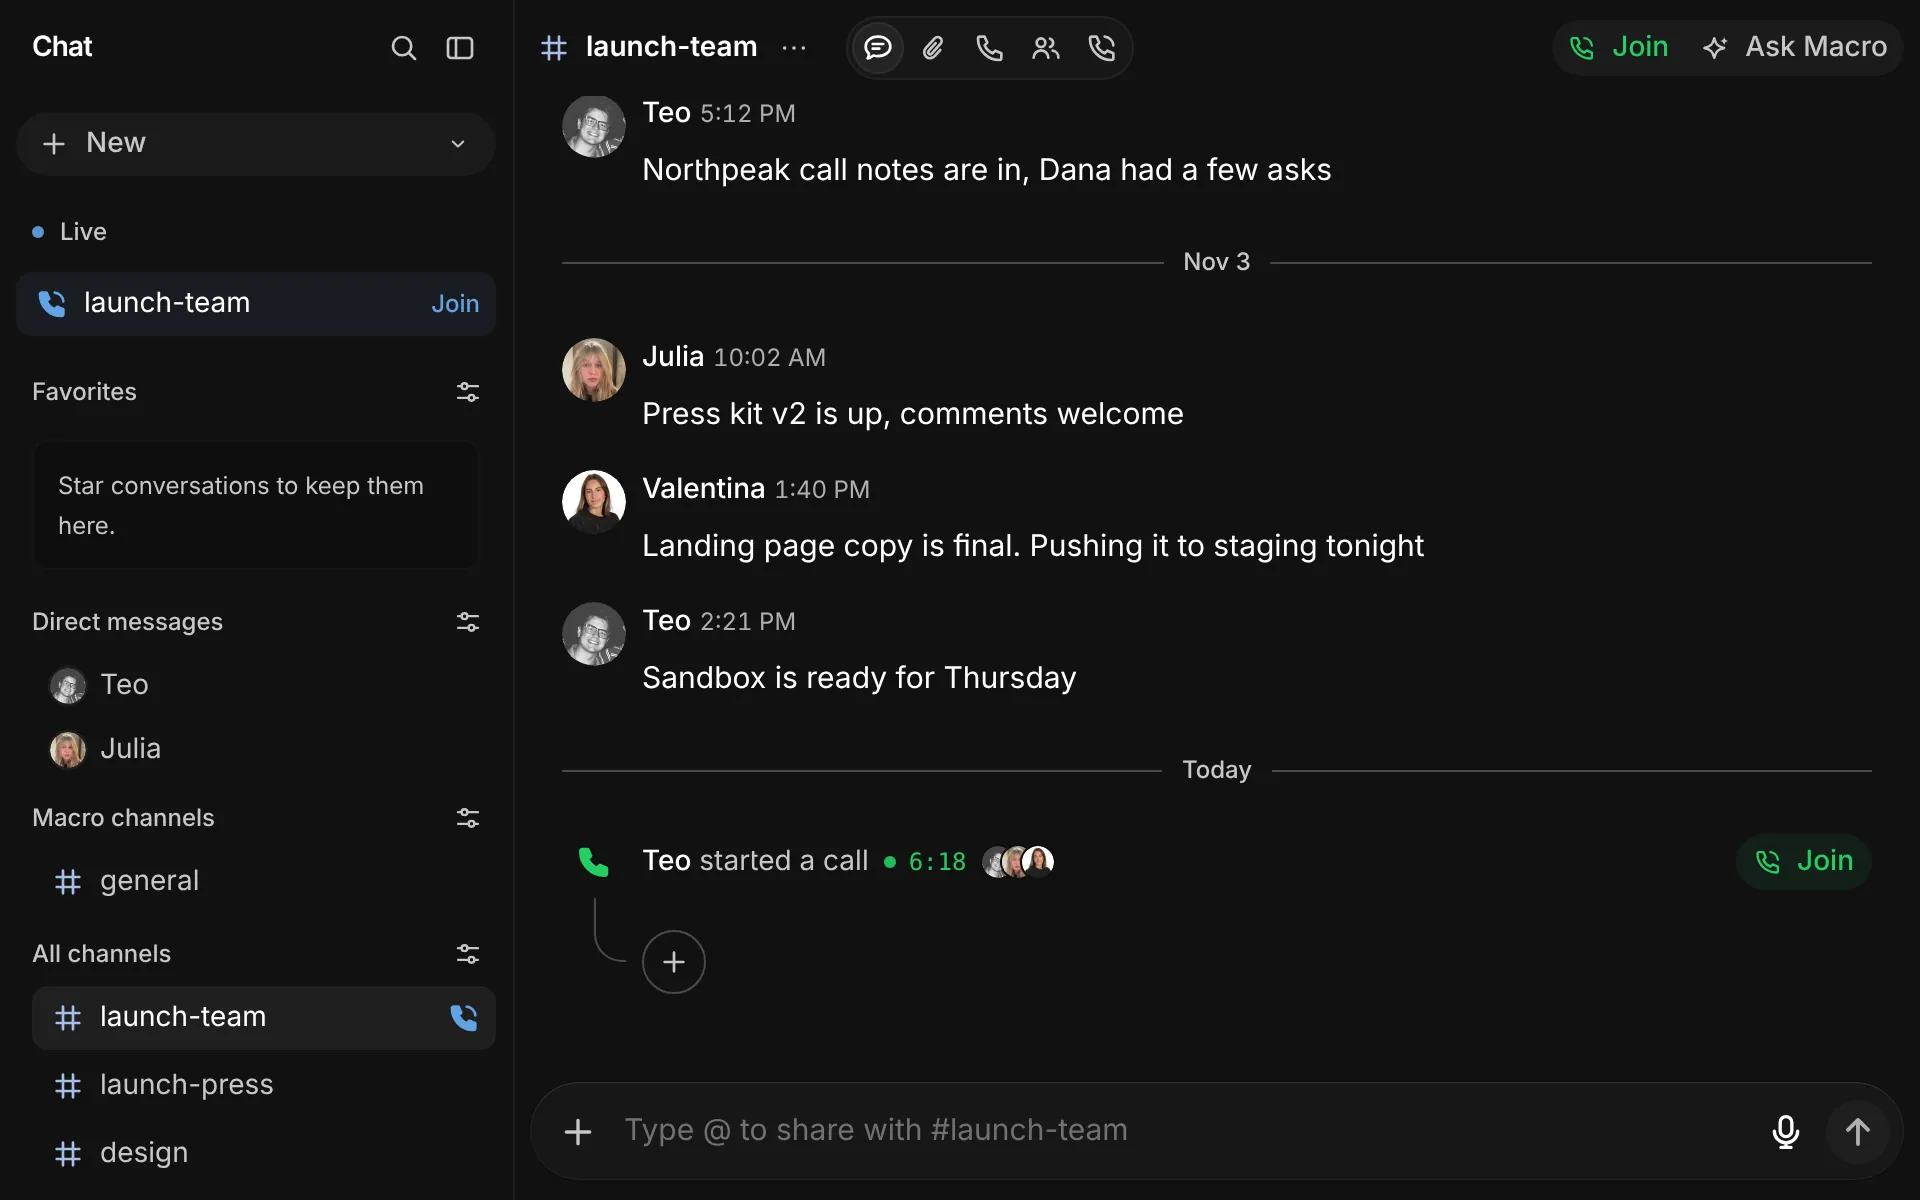 Chat
New
Live
launch-team
Join
Favorites
Star conversations to keep them
here.
Direct messages
Teo
Julia
Macro channels
general
All channels
launch-team
launch-press
design
launch-team
Join
Ask Macro
Teo 5:12 PM
Northpeak call notes are in, Dana had a few asks
Nov 3
Julia 10:02 AM
Press kit v2 is up, comments welcome
Valentina 1:40 PM
Landing page copy is final. Pushing it to staging tonight
Teo 2:21 PM
Sandbox is ready for Thursday
Today
Teo started a call 6:18
Join
Type @ to share with #launch-team